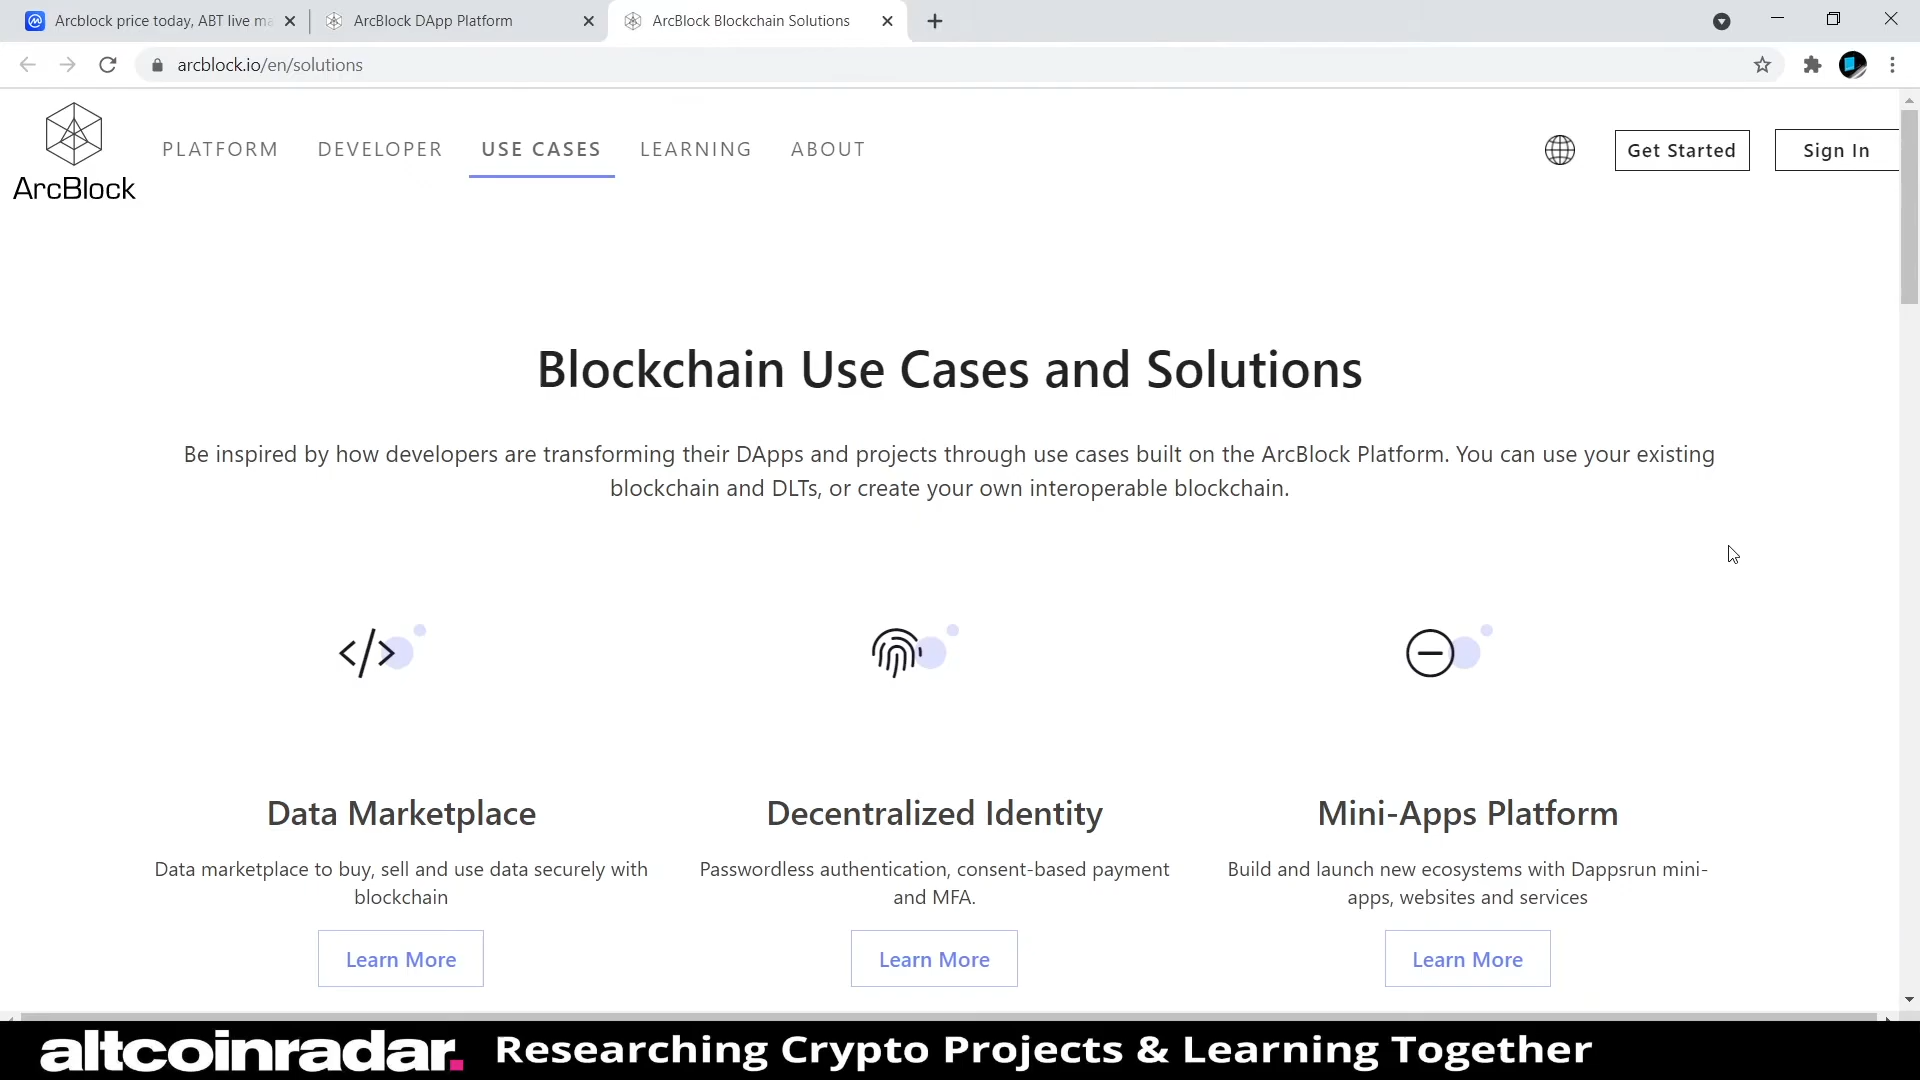 Arcblock price today, ABT live ma
ArcBlock DApp Platform
ArcBlock Blockchain Solutions
arcblock.io/en/solutions
ArcBlock
PLATFORM
DEVELOPER
USE CASES
LEARNING
ABOUT
Get Started
Sign In
Blockchain Use Cases and Solutions
Be inspired by how developers are transforming their DApps and projects through use cases built on the ArcBlock Platform. You can use your existing
blockchain and DLTs, or create your own interoperable blockchain.
Data Marketplace
Data marketplace to buy, sell and use data securely with
blockchain
Learn More
Decentralized Identity
Passwordless authentication, consent-based payment
and MFA.
Learn More
Mini-Apps Platform
Build and launch new ecosystems with Dappsrun mini-
apps, websites and services
Learn More
altcoinradar. Researching Crypto Projects & Learning Together